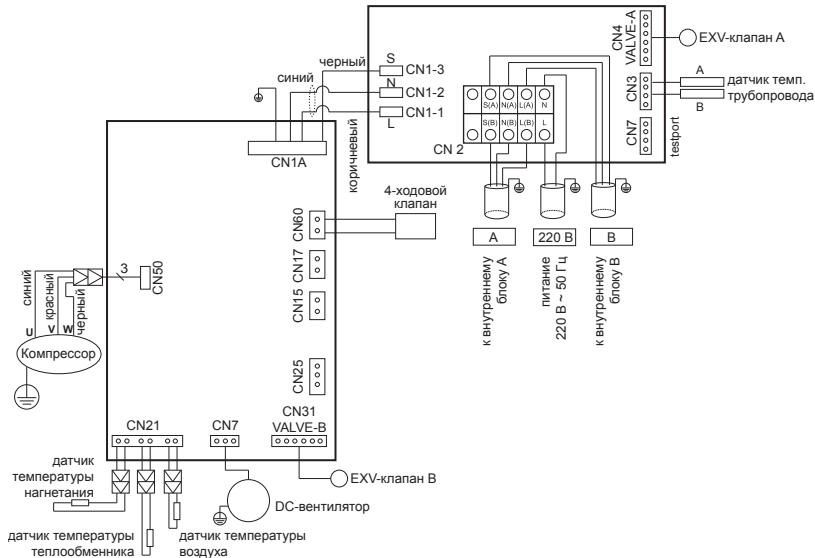 CN4
VALVE-A
EXV-клапан A
S
черный
CN1-3
синий
N
CN1-2
CN1-1
L
коричневый
S(A) N(A) L(A) N
S(B) N(B) L(B) L
CN 2
CN3
A
датчик темп.
трубопровода
B
CN7
testport
CN1A
4-ходовой
клапан
CN60
A
220 В
B
к внутреннему
блоку A
питание
220 В ~ 50 Гц
к внутреннему
блоку B
CN17
CN15
CN25
3
CN50
синий
красный
черный
U
V
W
Компрессор
CN21
CN7
CN31
VALVE-B
датчик
температуры
нагнетания
EXV-клапан B
DC-вентилятор
датчик температуры
теплообменника
датчик температуры
воздуха